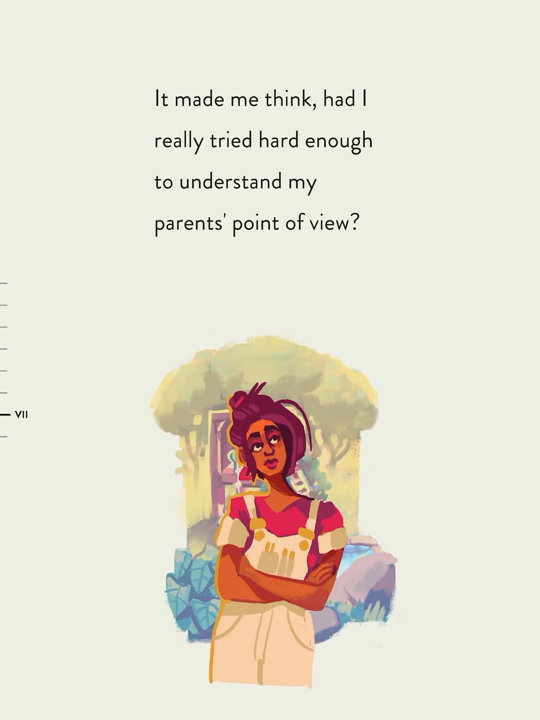 It made me think, had I
really tried hard enough
to understand my
parents' point of view?
VII